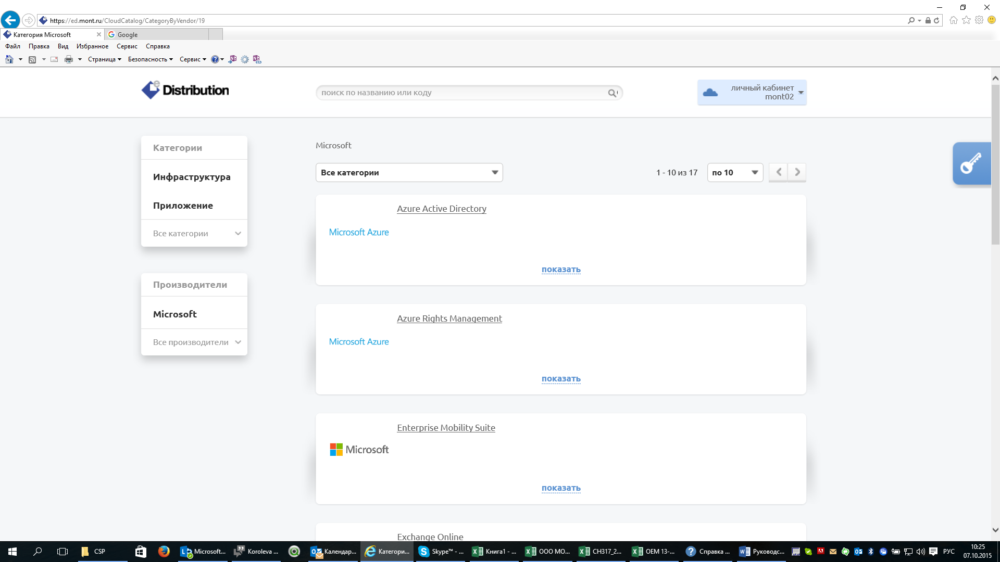 https://ed.mont.ru/CloudCatalog/CategoryByVendor/19
Категория Microsoft
Google
Файл Правка Вид Избранное Сервис Справка
Страница Безопасность Сервис
e Distribution
поиск по названию или коду
личный кабинет
mont02
Категории
Инфраструктура
Приложение
Все категории
Производители
Microsoft
Все производители
Microsoft
Все категории
1 - 10 из 17
по 10
Azure Active Directory
Microsoft Azure
показать
Azure Rights Management
Microsoft Azure
показать
Enterprise Mobility Suite
Microsoft
показать
Exchange Online
CSP
Microsoft...
Koroleva ...
Календар...
Категори...
Skype™ - ...
Книга1 - ...
ООО МО...
CH317_2...
OEM 13-...
Справка ...
Руководс...
РУС
10:25
07.10.2015